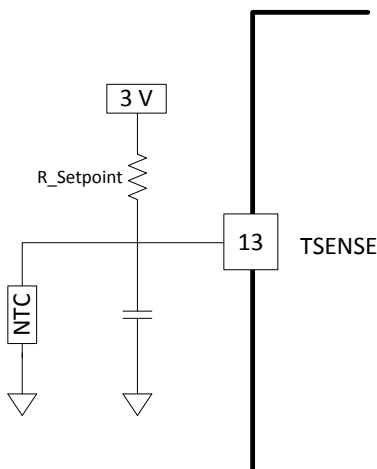 3 V
R_Setpoint
13
TSENSE
NTC